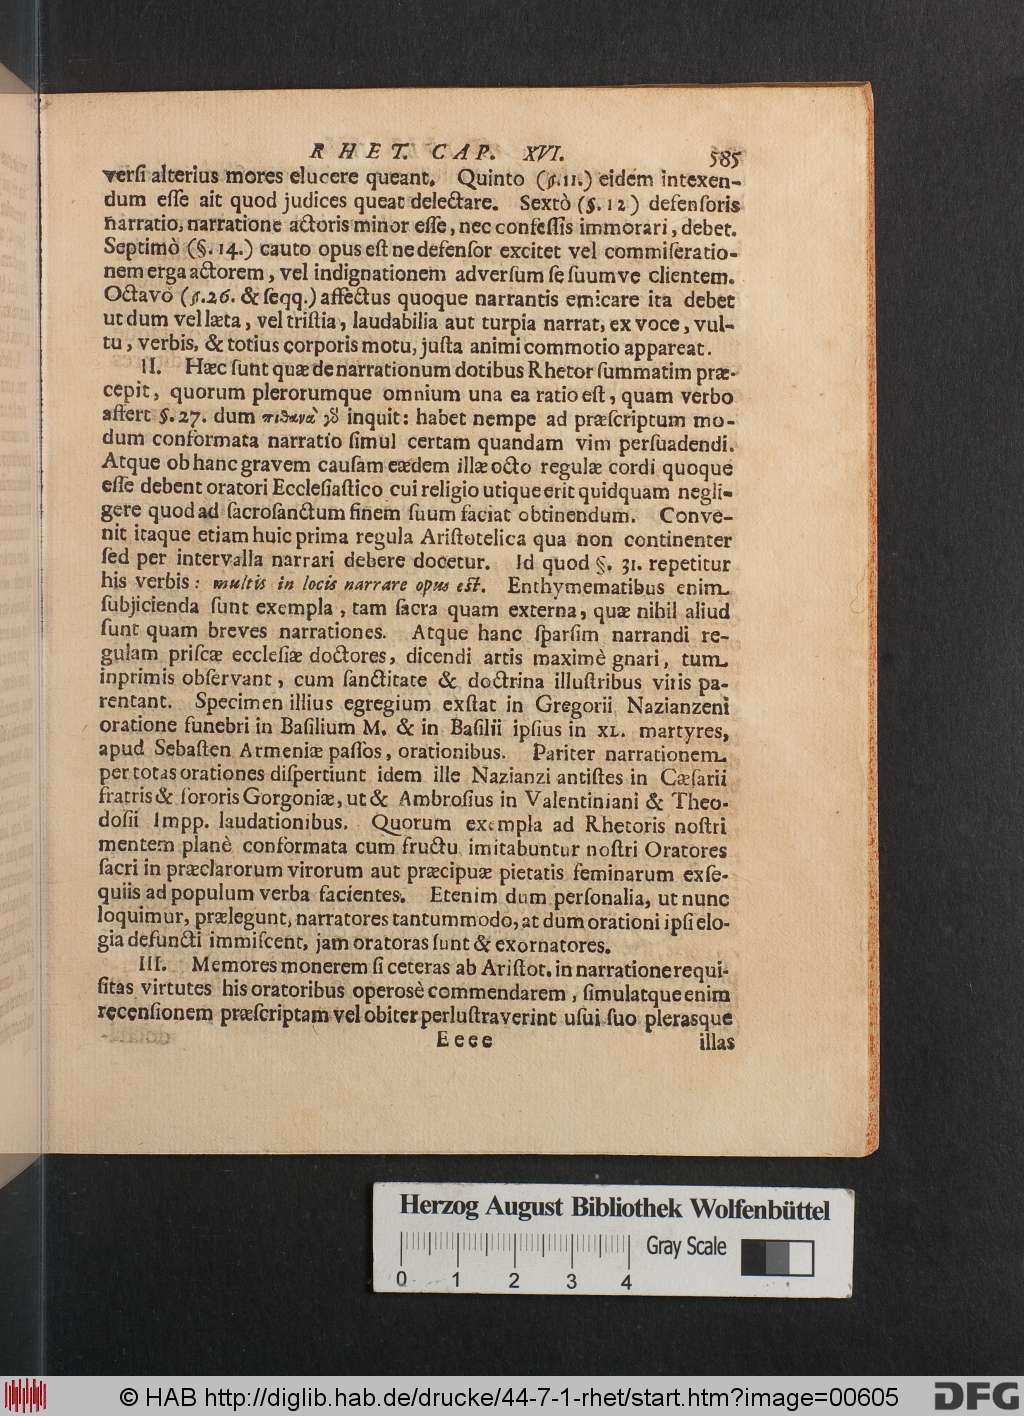 RHET. CAP. XVI. 585
verſi alterius mores elucere queant. Quinto (§.11.) eidem intexen-
dum eſſe ait quod judices queat delectare. Sextò (§. 12) defenſoris
narratio, narratione actoris minor eſſe, nec confeſſis immorari, debet.
Septimò (§. 14.) cauto opus eſt ne defenſor excitet vel commiſeratio-
nem erga actorem, vel indignationem adverſum ſe ſuumve clientem.
Octavò (§.26. & ſeqq.) affectus quoque narrantis emicare ita debet
ut dum vel læta, vel triſtia, laudabilia aut turpia narrat, ex voce, vul-
tu, verbis, & totius corporis motu, juſta animi commotio appareat.
II. Hæc ſunt quæ de narrationum dotibus Rhetor ſummatim præ-
cepit, quorum plerorumque omnium una ea ratio eſt, quam verbo
affert §. 27. dum πιθανὰ γδ inquit: habet nempe ad præſcriptum mo-
dum conformata narratio ſimul certam quandam vim perſuadendi.
Atque ob hanc gravem cauſam eædem illæ octo regulæ cordi quoque
eſſe debent oratori Eccleſiaſtico cui religio utique erit quidquam negli-
gere quod ad ſacroſanctum finem ſuum faciat obtinendum. Conve-
nit itaque etiam huic prima regula Ariſtotelica qua non continenter
ſed per intervalla narrari debere docetur. Id quod §. 31. repetitur
his verbis: multis in locis narrare opus eſt. Enthymematibus enim
ſubjicienda ſunt exempla, tam ſacra quam externa, quæ nihil aliud
ſunt quam breves narrationes. Atque hanc ſparſim narrandi re-
gulam priſcæ eccleſiæ doctores, dicendi artis maximè gnari, tum
inprimis obſervant, cum ſanctitate & doctrina illuſtribus viris pa-
rentant. Specimen illius egregium exſtat in Gregorii Nazianzeni
oratione funebri in Baſilium M. & in Baſilii ipſius in XL. martyres,
apud Sebaſten Armeniæ paſſos, orationibus. Pariter narrationem
per totas orationes diſpertiunt idem ille Nazianzi antiſtes in Cæſarii
fratris & ſororis Gorgoniæ, ut & Ambroſius in Valentiniani & Theo-
doſii Impp. laudationibus. Quorum exempla ad Rhetoris noſtri
mentem planè conformata cum fructu imitabuntur noſtri Oratores
ſacri in præclarorum virorum aut præcipuæ pietatis feminarum exſe-
quiis ad populum verba facientes. Etenim dum perſonalia, ut nunc
loquimur, prælegunt, narratores tantummodo, at dum orationi ipſi elo-
gia defuncti immiſcent, jam oratoras ſunt & exornatores.
III. Memores monerem ſi ceteras ab Ariſtot. in narratione requi-
ſitas virtutes his oratoribus operosè commendarem, ſimulatque enim
recenſionem præſcriptam vel obiter perluſtraverint uſui ſuo plerasque
Eeee illas
Herzog August Bibliothek Wolfenbüttel
Gray Scale
0 1 2 3 4
© HAB http://diglib.hab.de/drucke/44-7-1-rhet/start.htm?image=00605
DFG